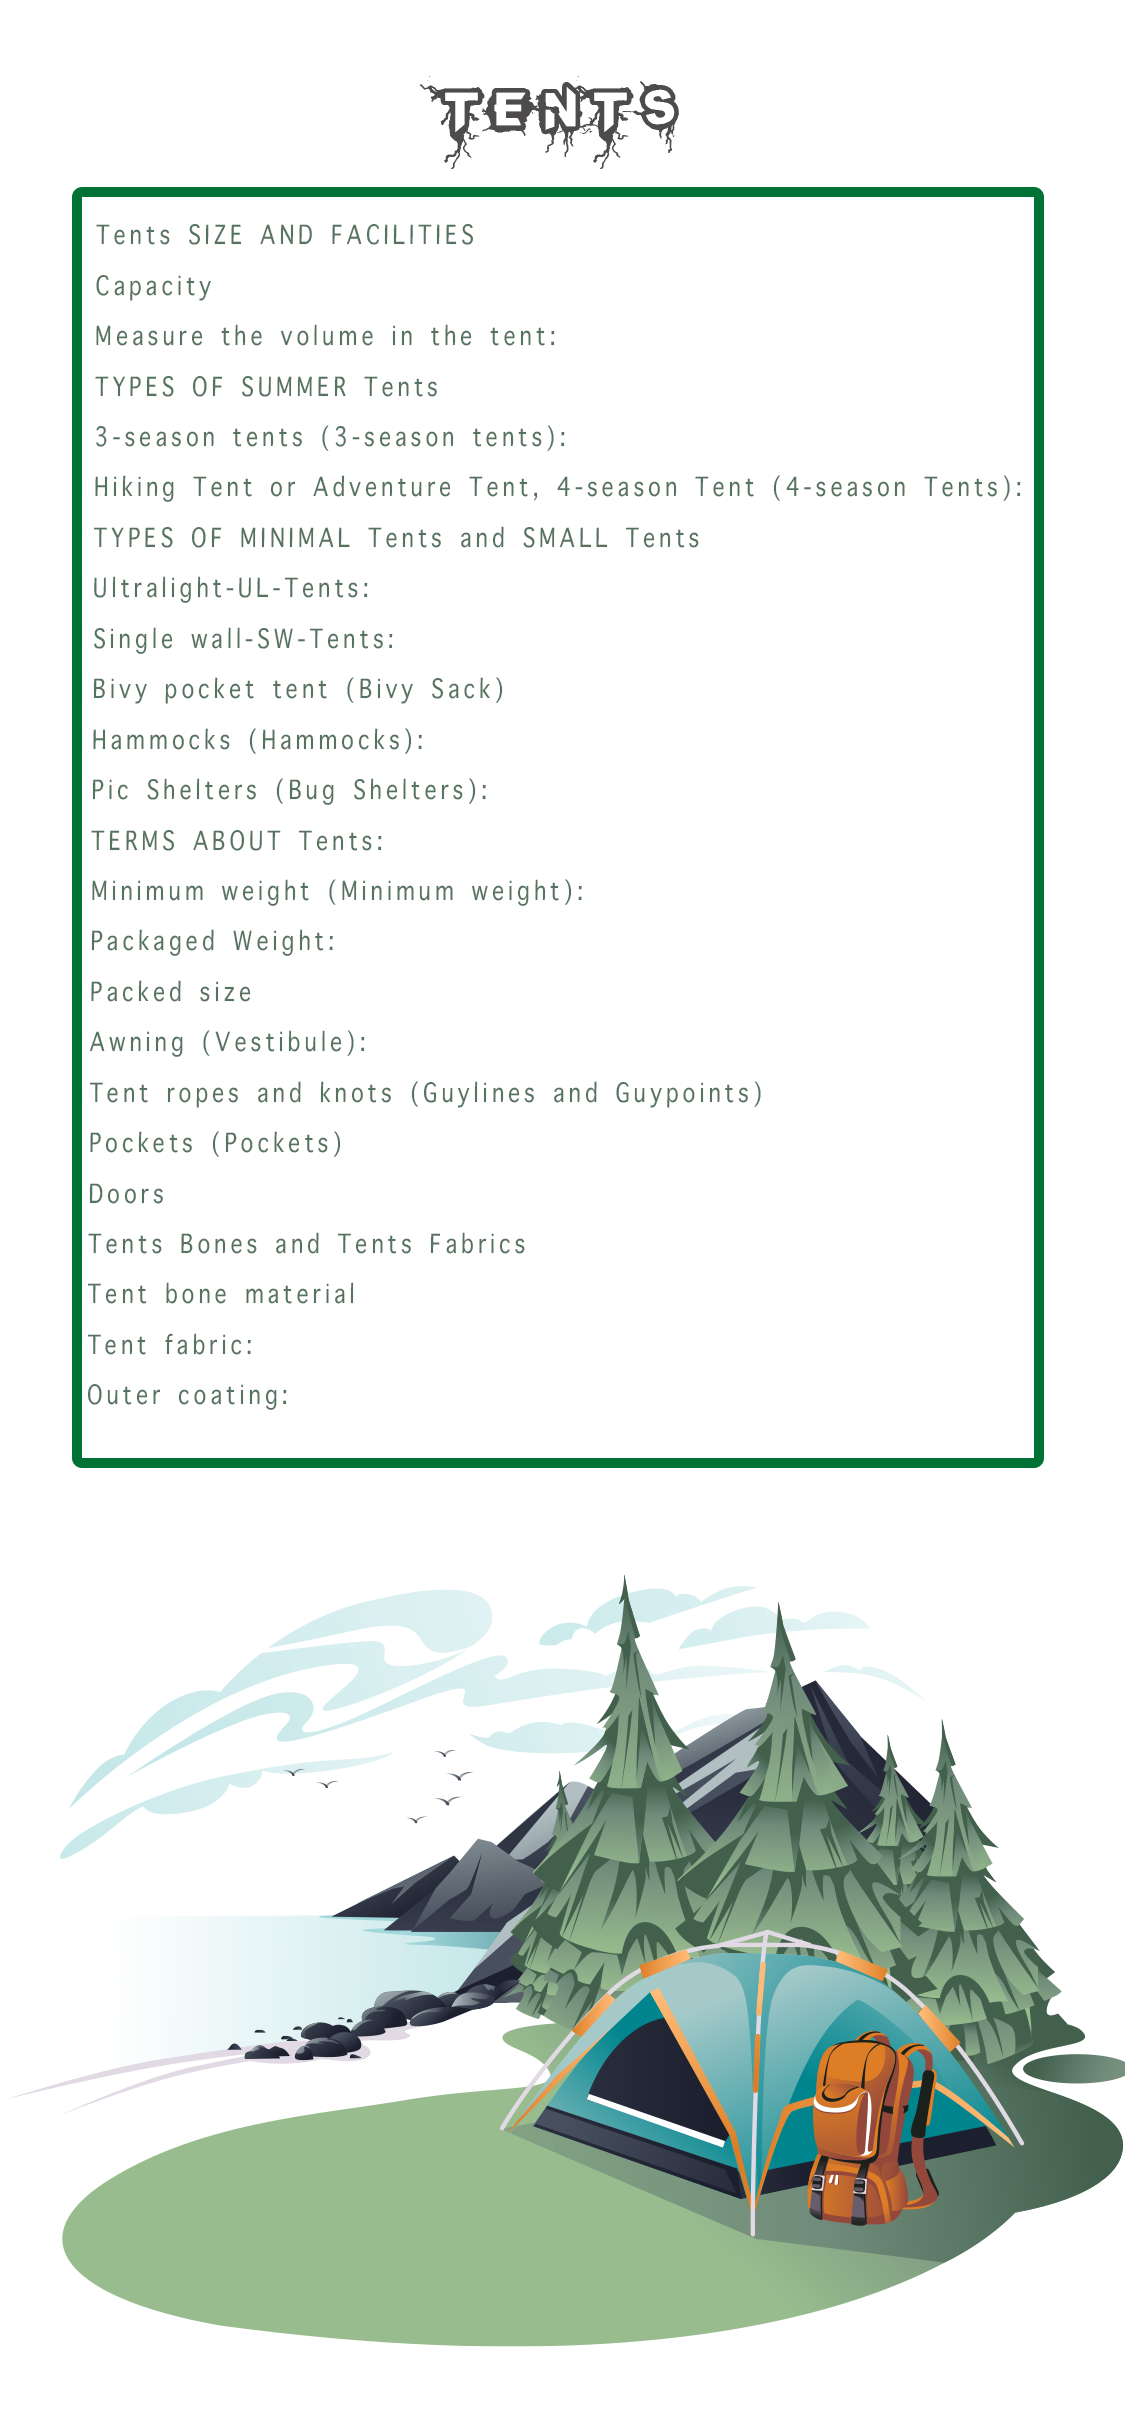 TENTS
Tents SIZE AND FACILITIES
Capacity
Measure the volume in the tent:
TYPES OF SUMMER Tents
3-season tents (3-season tents):
Hiking Tent or Adventure Tent, 4-season Tent (4-season Tents):
TYPES OF MINIMAL Tents and SMALL Tents
Ultralight-UL-Tents:
Single wall-SW-Tents:
Bivy pocket tent (Bivy Sack)
Hammocks (Hammocks):
Pic Shelters (Bug Shelters):
TERMS ABOUT Tents:
Minimum weight (Minimum weight):
Packaged Weight:
Packed size
Awning (Vestibule):
Tent ropes and knots (Guylines and Guypoints)
Pockets (Pockets)
Doors
Tents Bones and Tents Fabrics
Tent bone material
Tent fabric:
Outer coating: